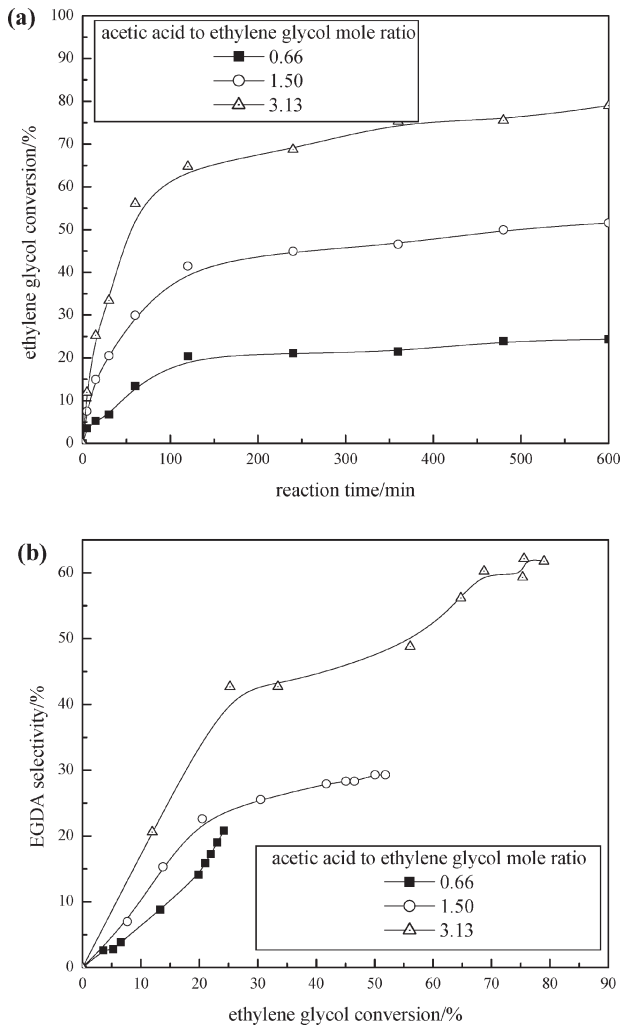 (a)
100
90
80
70
60
50
40
30
20
10
0
ethylene glycol conversion/%
acetic acid to ethylene glycol mole ratio
0.66
1.50
3.13
0 100 200 300 400 500 600
reaction time/min
(b)
60
50
40
30
20
10
0
EGDA selectivity/%
acetic acid to ethylene glycol mole ratio
0.66
1.50
3.13
0 10 20 30 40 50 60 70 80 90
ethylene glycol conversion/%